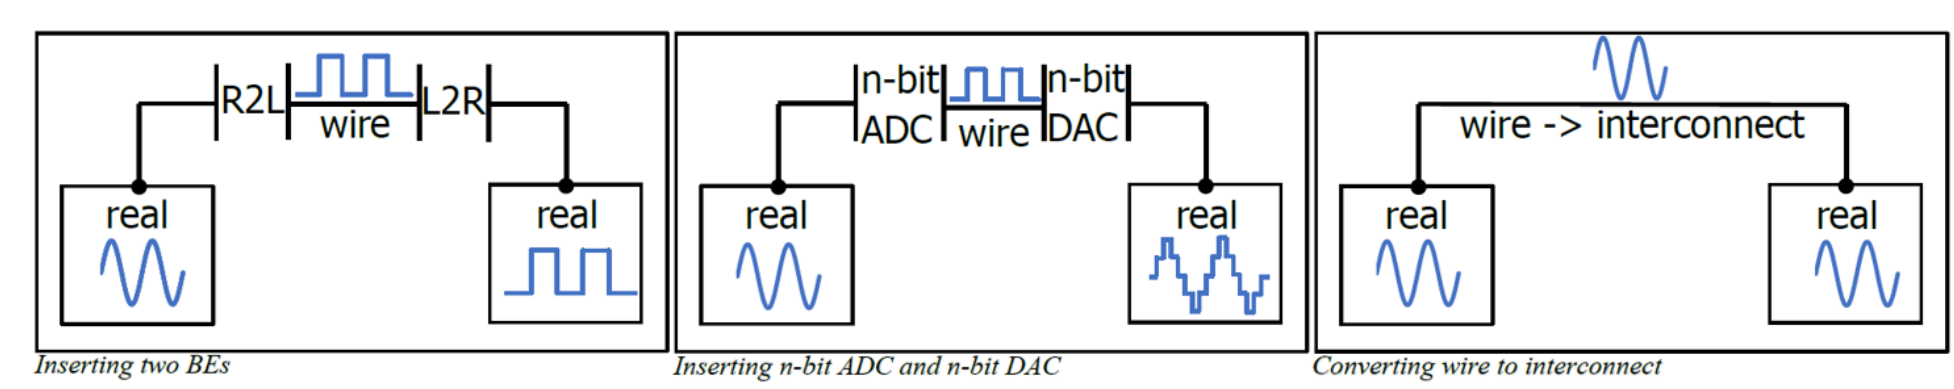 R2L
wire
L2R
real
real
Inserting two BEs
n-bit
ADC
wire
n-bit
DAC
real
real
Inserting n-bit ADC and n-bit DAC
wire -> interconnect
real
real
Converting wire to interconnect